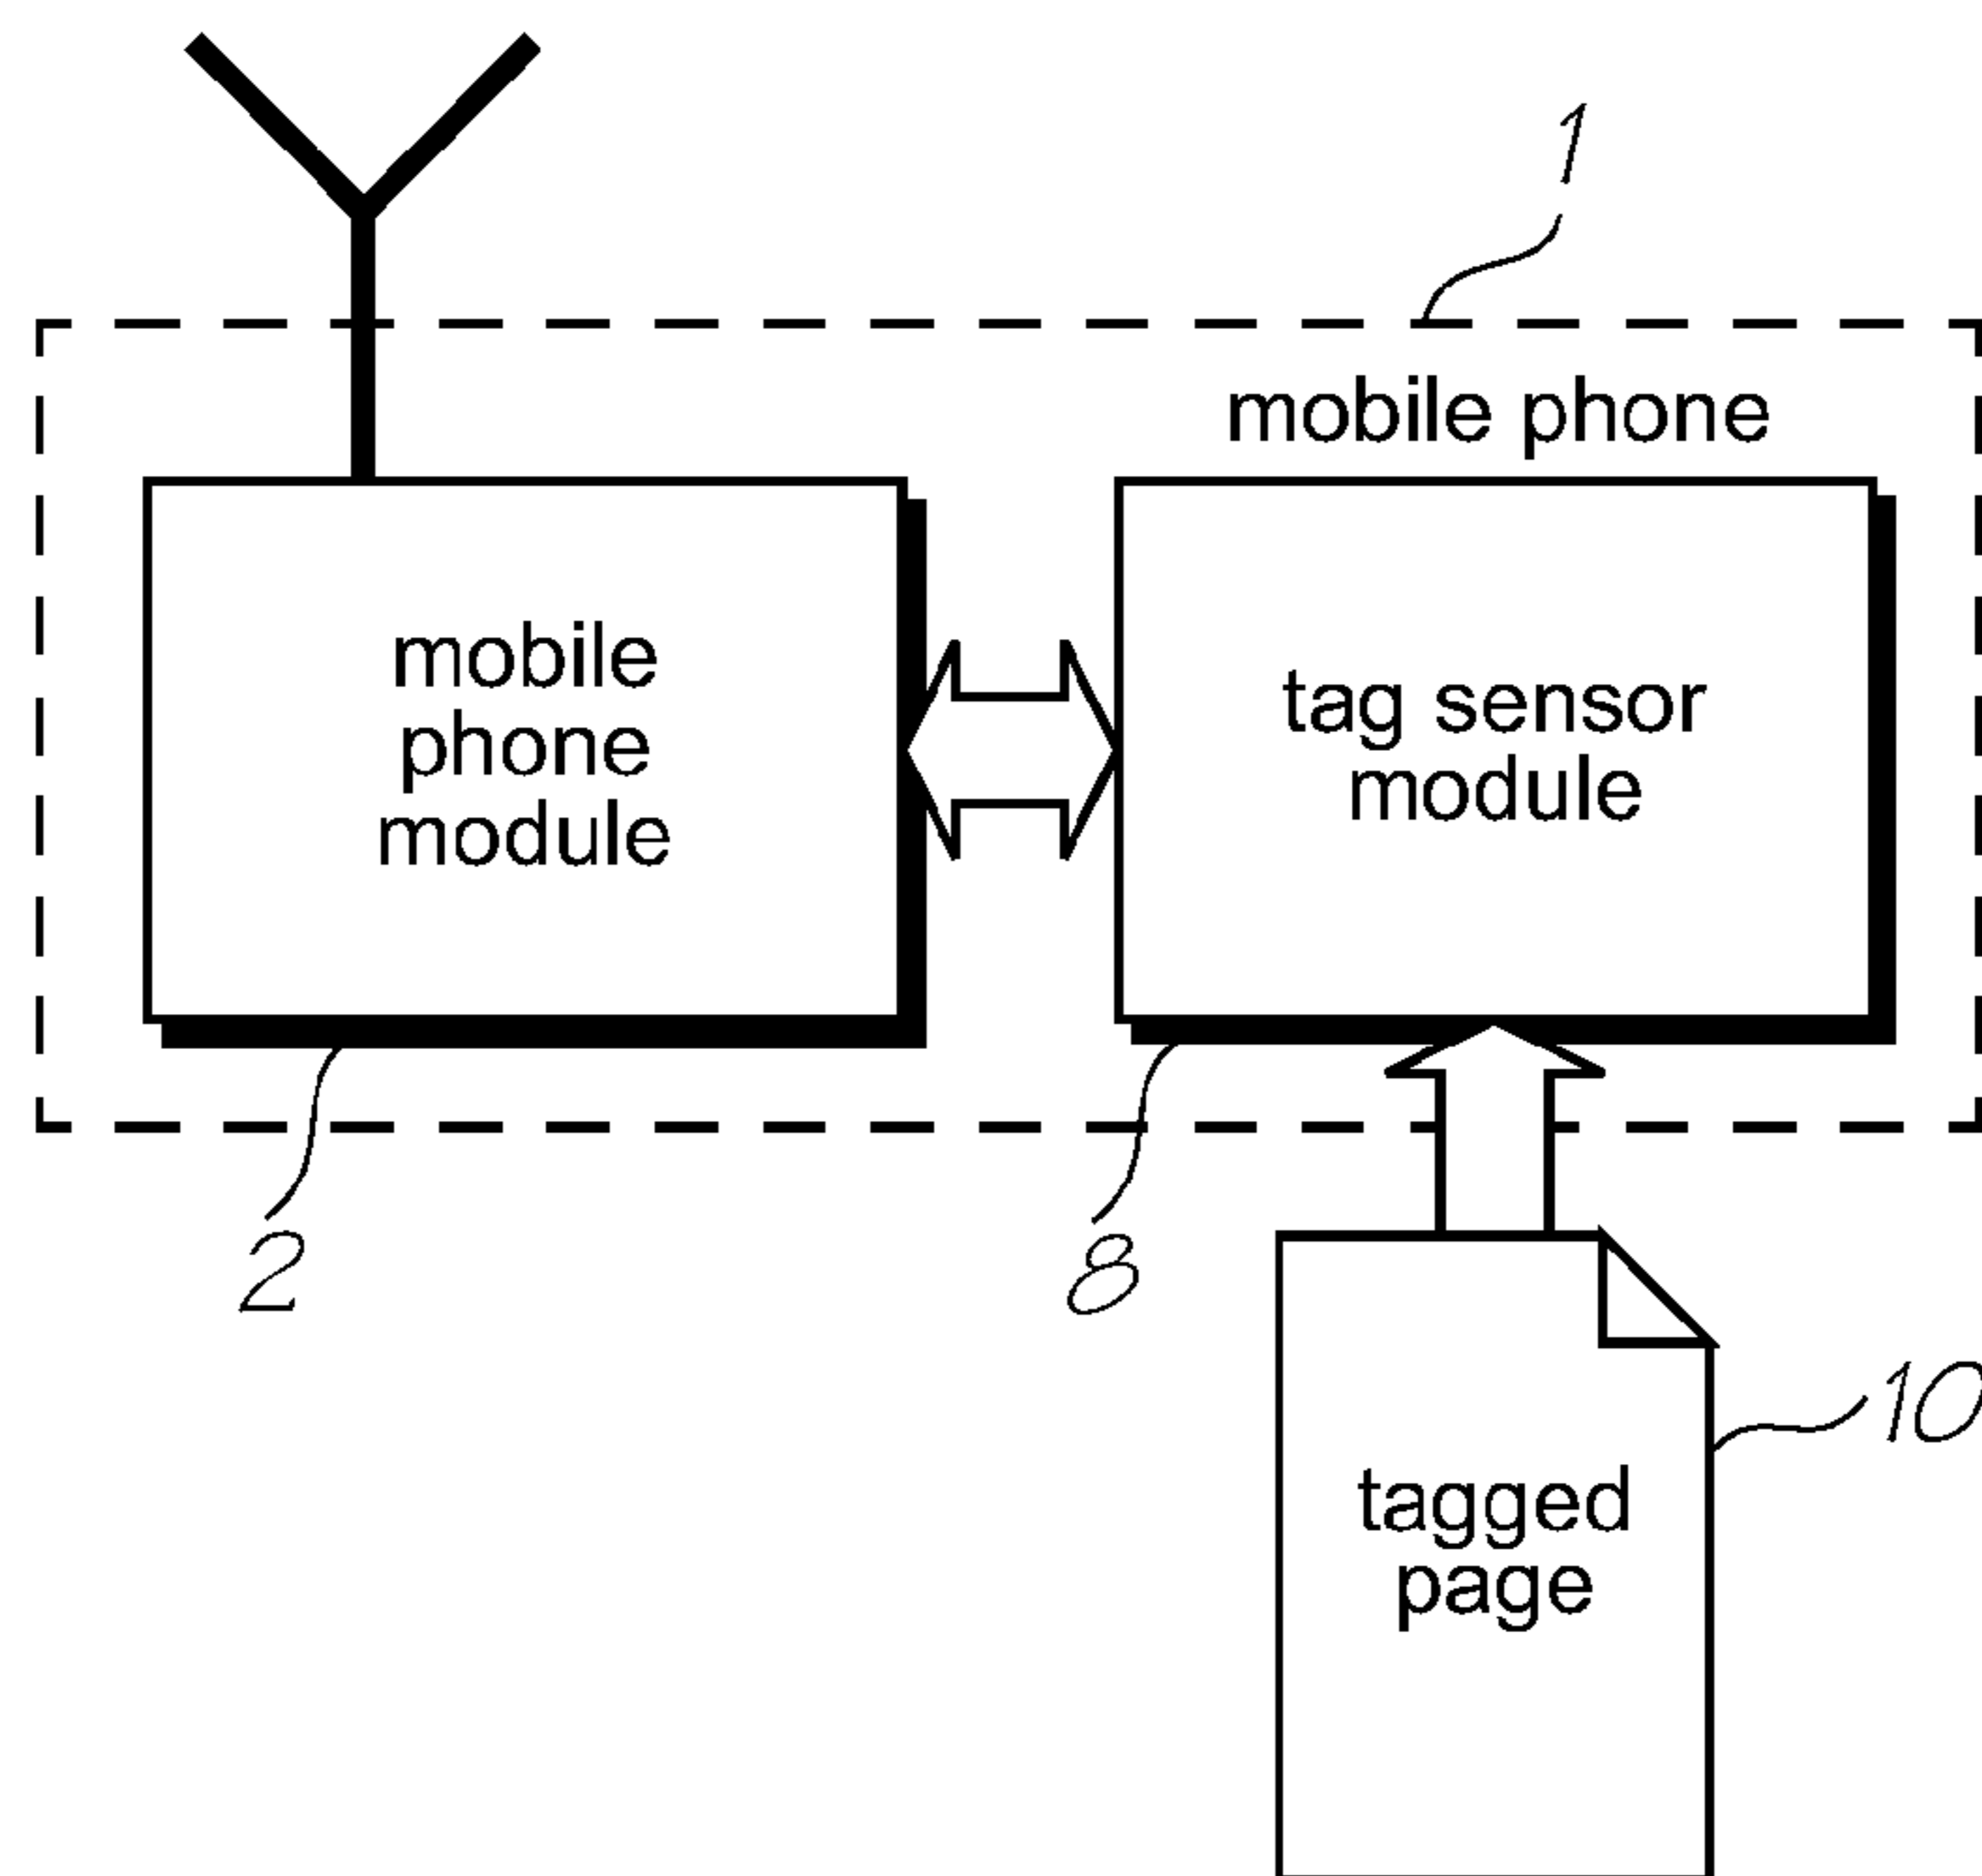 1
mobile phone
mobile
phone
module
tag sensor
module
2
8
10
tagged
page